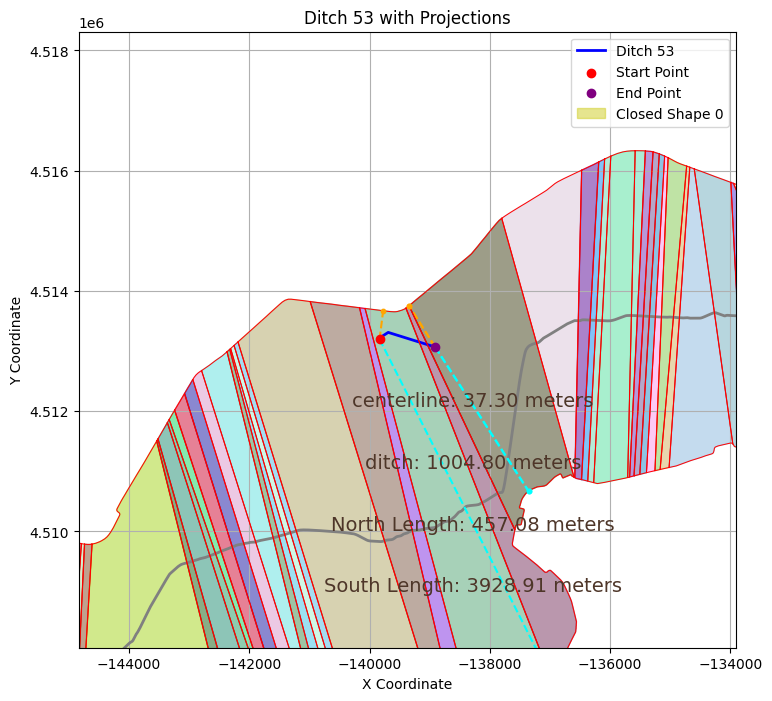 Ditch 53 with Projections
1e6
Ditch 53
Start Point
End Point
Closed Shape 0
4.518
4.516
4.514
4.512
4.510
Y Coordinate
centerline: 37.30 meters
ditch: 1004.80 meters
North Length: 457.08 meters
South Length: 3928.91 meters
−144000 −142000 −140000 −138000 −136000 −134000
X Coordinate